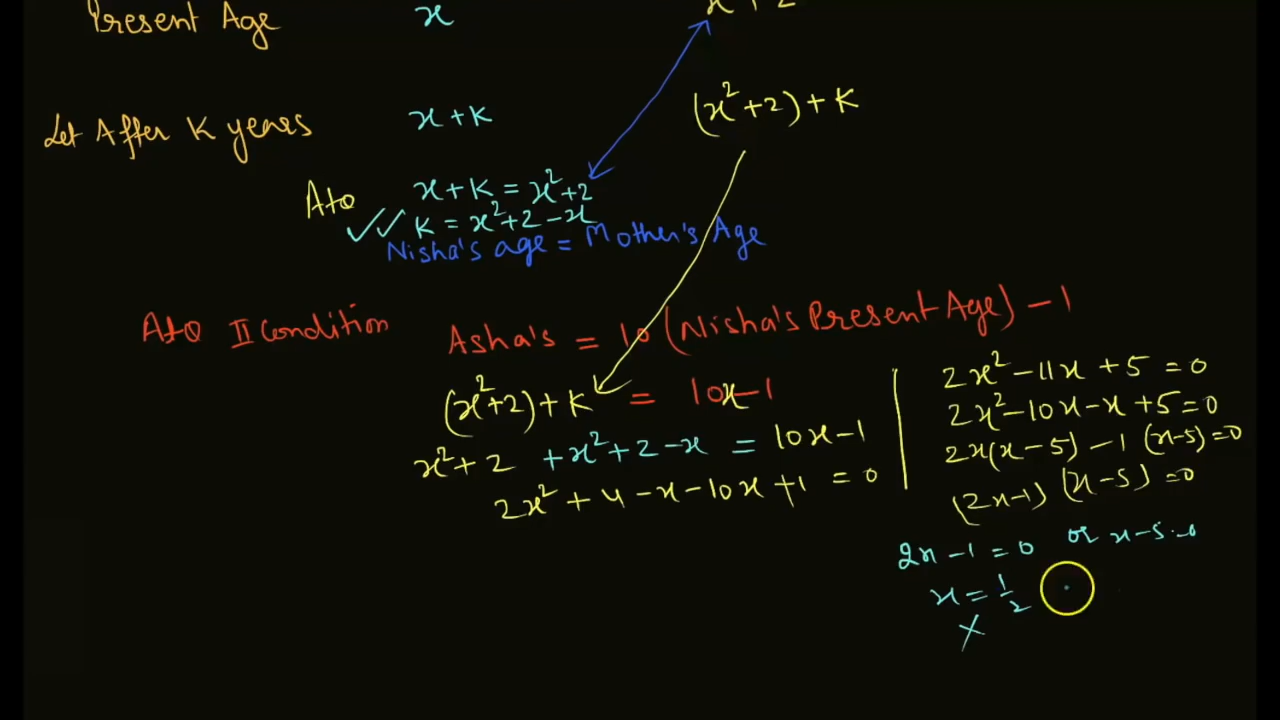 Present Age x
Let After K years x+K (x²+2)+K
Ato x+K = x²+2
K = x²+2-x
Nisha's age = Mother's Age
Ato II Condition Asha's = 10 (Nisha's Present Age) - 1
(x²+2)+K = 10x-1
x²+2 +x²+2-x = 10x-1
2x² + 4 - x - 10x + 1 = 0
2x² - 11x + 5 = 0
2x² - 10x - x + 5 = 0
2x(x-5) - 1 (x-5) = 0
(2x-1) (x-5) = 0
2x - 1 = 0 or x-5=0
x = 1/2